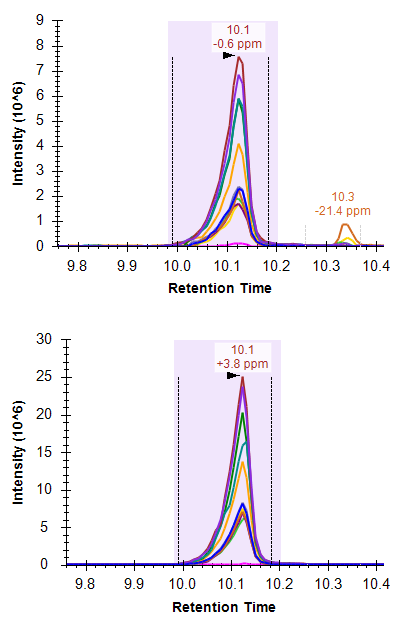 9
8
7
6
5
4
3
2
1
0
Intensity (10^6)
10.1
-0.6 ppm
10.3
-21.4 ppm
9.8 9.9 10.0 10.1 10.2 10.3 10.4
Retention Time
30
25
20
15
10
5
0
Intensity (10^6)
10.1
+3.8 ppm
9.8 9.9 10.0 10.1 10.2 10.3 10.4
Retention Time